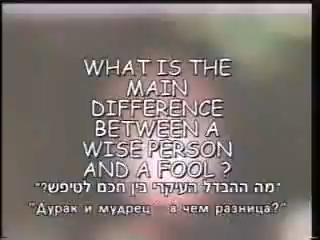 WHAT IS THE
MAIN
DIFFERENCE
BETWEEN A
WISE PERSON
AND A FOOL ?
"מה ההבדל העיקרי בין חכם לטיפש?"
"Дурак и мудрец в чем разница?"